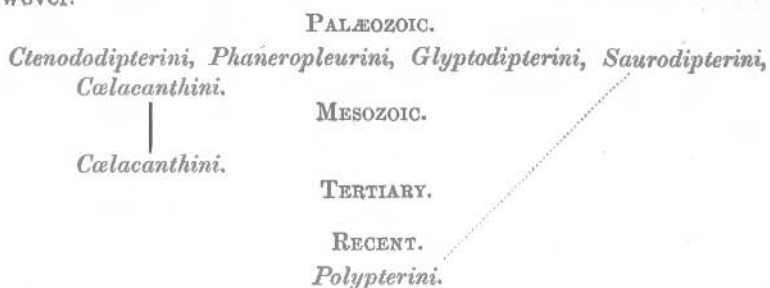 PALÆOZOIC.
Ctenododipterini, Phaneropleurini, Glyptodipterini, Saurodipterini,
Cœlacanthini.
MESOZOIC.
Cœlacanthini.
TERTIARY.
RECENT.
Polypterini.